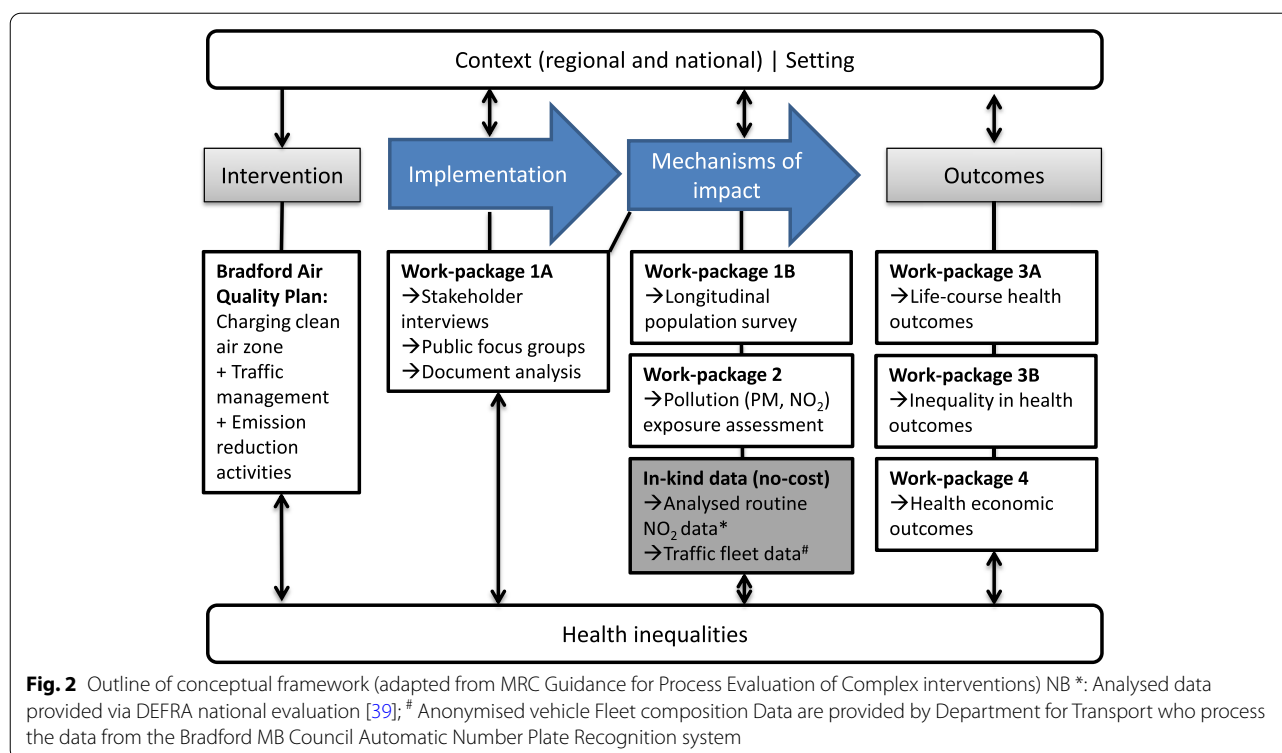 Context (regional and national) | Setting
Intervention
Implementation
Mechanisms of
impact
Outcomes
Bradford Air
Quality Plan:
Charging clean
air zone
+ Traffic
management
+ Emission
reduction
activities
Work-package 1A
→Stakeholder
interviews
→Public focus groups
→Document analysis
Work-package 1B
→Longitudinal
population survey
Work-package 2
→Pollution (PM, NO₂)
exposure assessment
In-kind data (no-cost)
→Analysed routine
NO₂ data*
→Traffic fleet data#
Work-package 3A
→Life-course health
outcomes
Work-package 3B
→Inequality in health
outcomes
Work-package 4
→Health economic
outcomes
Health inequalities
Fig. 2 Outline of conceptual framework (adapted from MRC Guidance for Process Evaluation of Complex interventions) NB *: Analysed data
provided via DEFRA national evaluation [39]; # Anonymised vehicle Fleet composition Data are provided by Department for Transport who process
the data from the Bradford MB Council Automatic Number Plate Recognition system